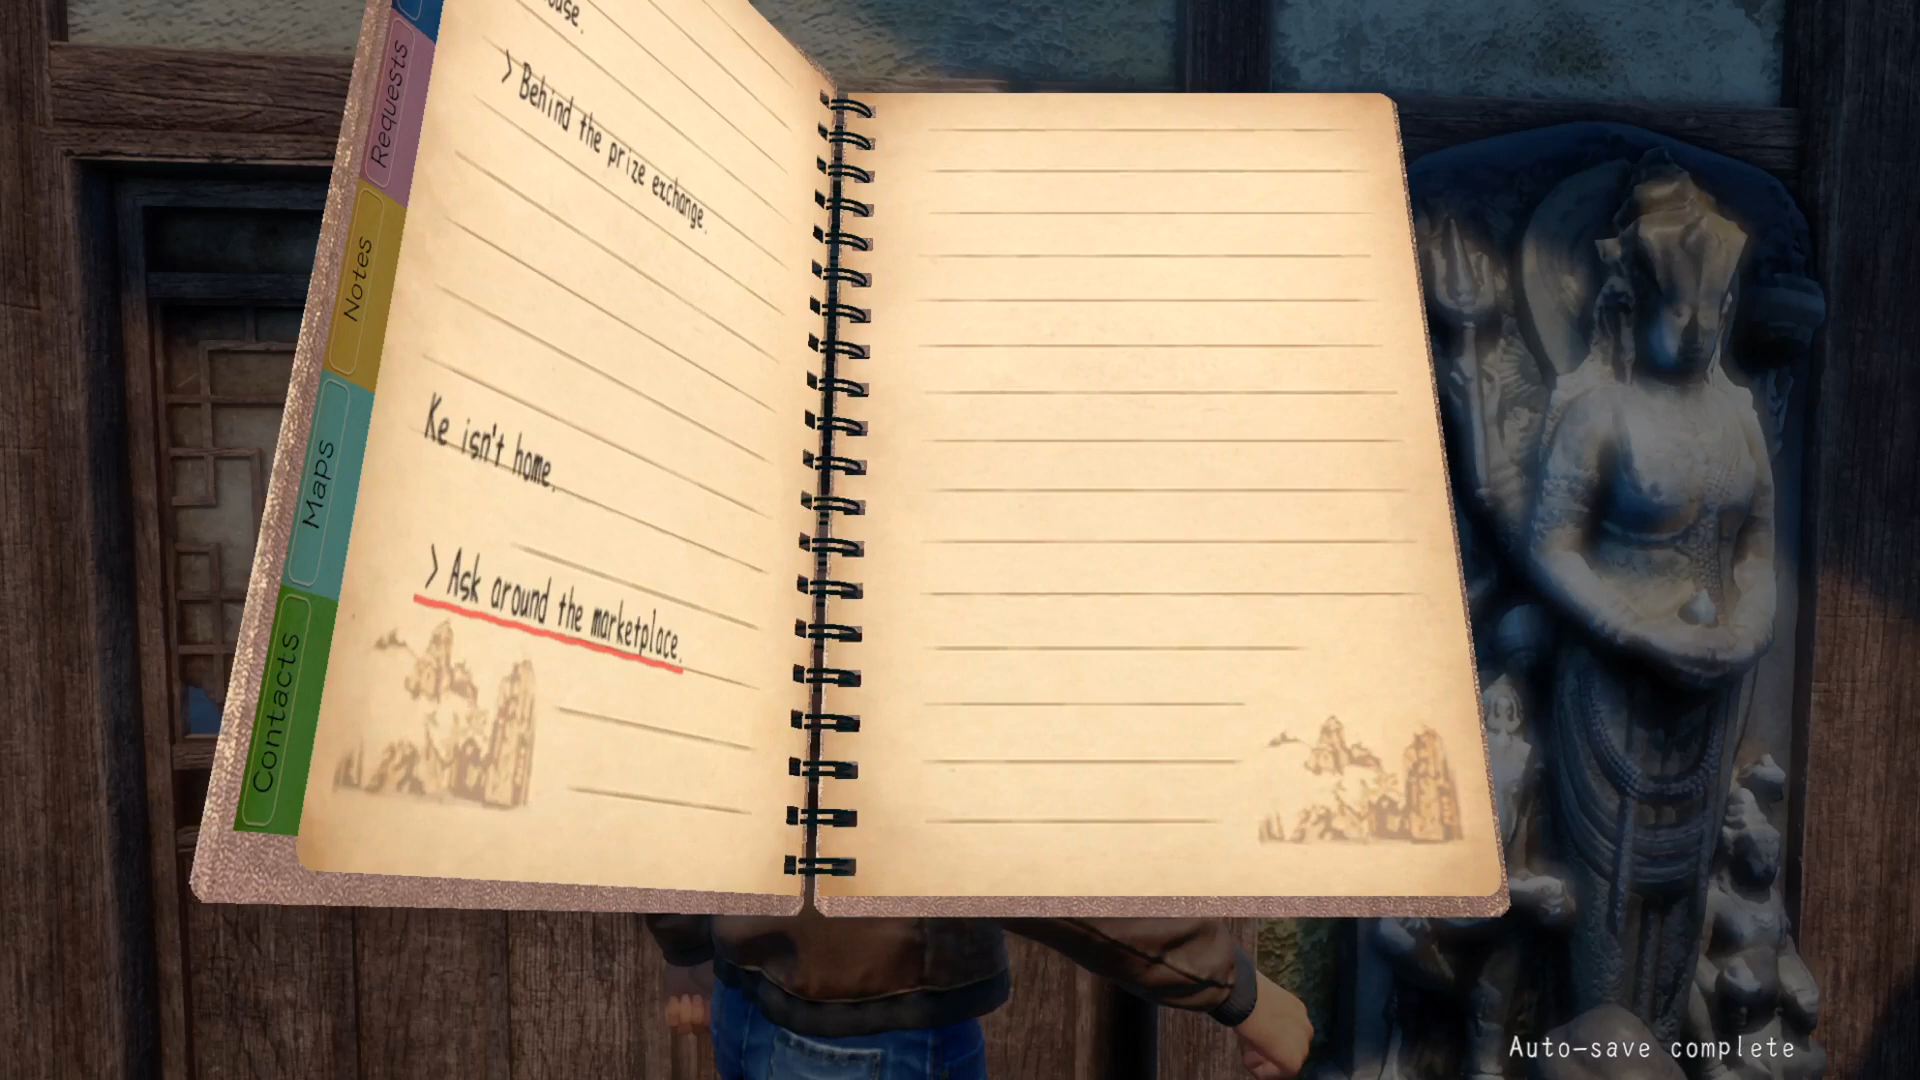 Requests
Notes
Maps
Contacts
> Behind the prize exchange.
Ke isn't home.
> Ask around the marketplace.
Auto-save complete